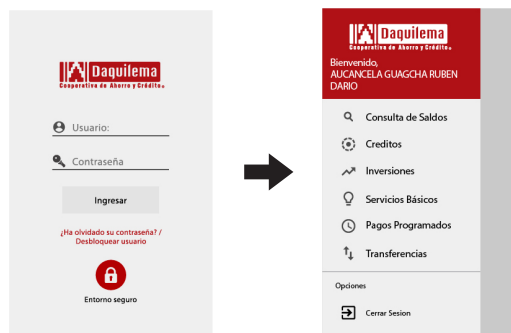 Daquilema
Cooperativa de Ahorro y Crédito.
Usuario:
Contraseña
Ingresar
¿Ha olvidado su contraseña? /
Desbloquear usuario
Entorno seguro
Daquilema
Cooperativa de Ahorro y Crédito.
Bienvenido,
AUCANCELA GUAGCHA RUBEN
DARIO
Consulta de Saldos
Creditos
Inversiones
Servicios Básicos
Pagos Programados
Transferencias
Opciones
Cerrar Sesion